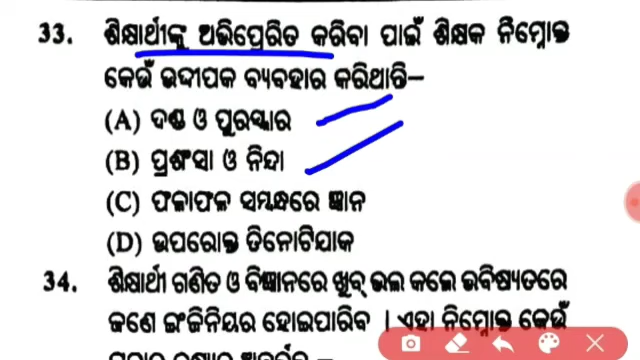 33. ଶିକ୍ଷାର୍ଥୀଙ୍କୁ ଅଭିପ୍ରେରିତ କରିବା ପାଇଁ ଶିକ୍ଷକ ନିମ୍ନୋକ୍ତ
କେଉଁ ଉଦ୍ଦୀପକ ବ୍ୟବହାର କରିଥାନ୍ତି–
(A) ଦଣ୍ଡ ଓ ପୁରସ୍କାର
(B) ପ୍ରଶଂସା ଓ ନିନ୍ଦା
(C) ଫଳାଫଳ ସମ୍ବନ୍ଧରେ ଜ୍ଞାନ
(D) ଉପରୋକ୍ତ ତିନୋଟିଯାକ
34. ଶିକ୍ଷାର୍ଥୀ ଗଣିତ ଓ ବିଜ୍ଞାନରେ ଖୁବ୍ ଭଲ କଲେ ଭବିଷ୍ୟତରେ
ଜଣେ ଇଂଜିନିୟର ହୋଇପାରିବ । ଏହା ନିମ୍ନୋକ୍ତ କେଉଁ